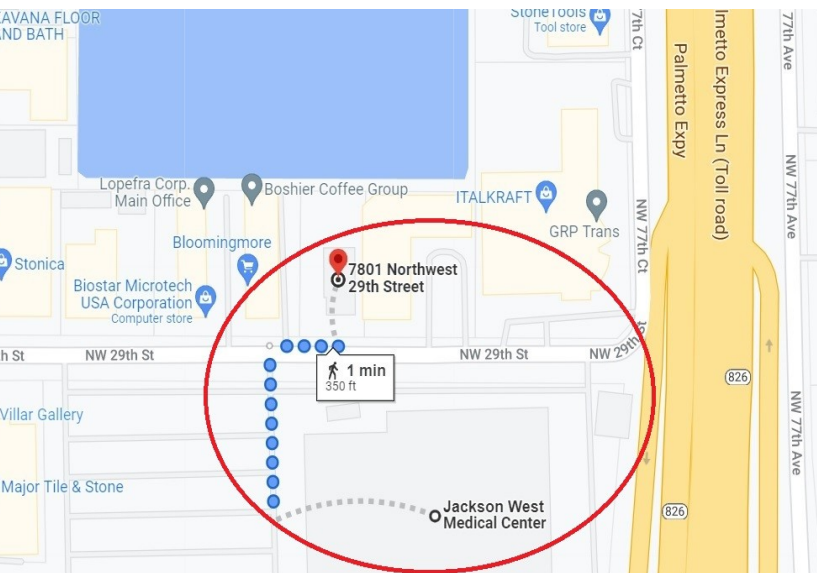 KAVANA FLOOR
AND BATH
StoneTools
Tool store
77th Ct
Palmetto Expy
lmetto Express Ln (Toll road)
77th Ave
Lopefra Corp.
Main Office
Boshier Coffee Group
ITALKRAFT
GRP Trans
NW 77th Ct
NW 77th Ave
Stonica
Bloomingmore
Biostar Microtech
USA Corporation
Computer store
7801 Northwest
29th Street
h St
NW 29th St
NW 29th St
NW 29th
1 min
350 ft
826
NW 77th Ave
Villar Gallery
Major Tile & Stone
Jackson West
Medical Center
826